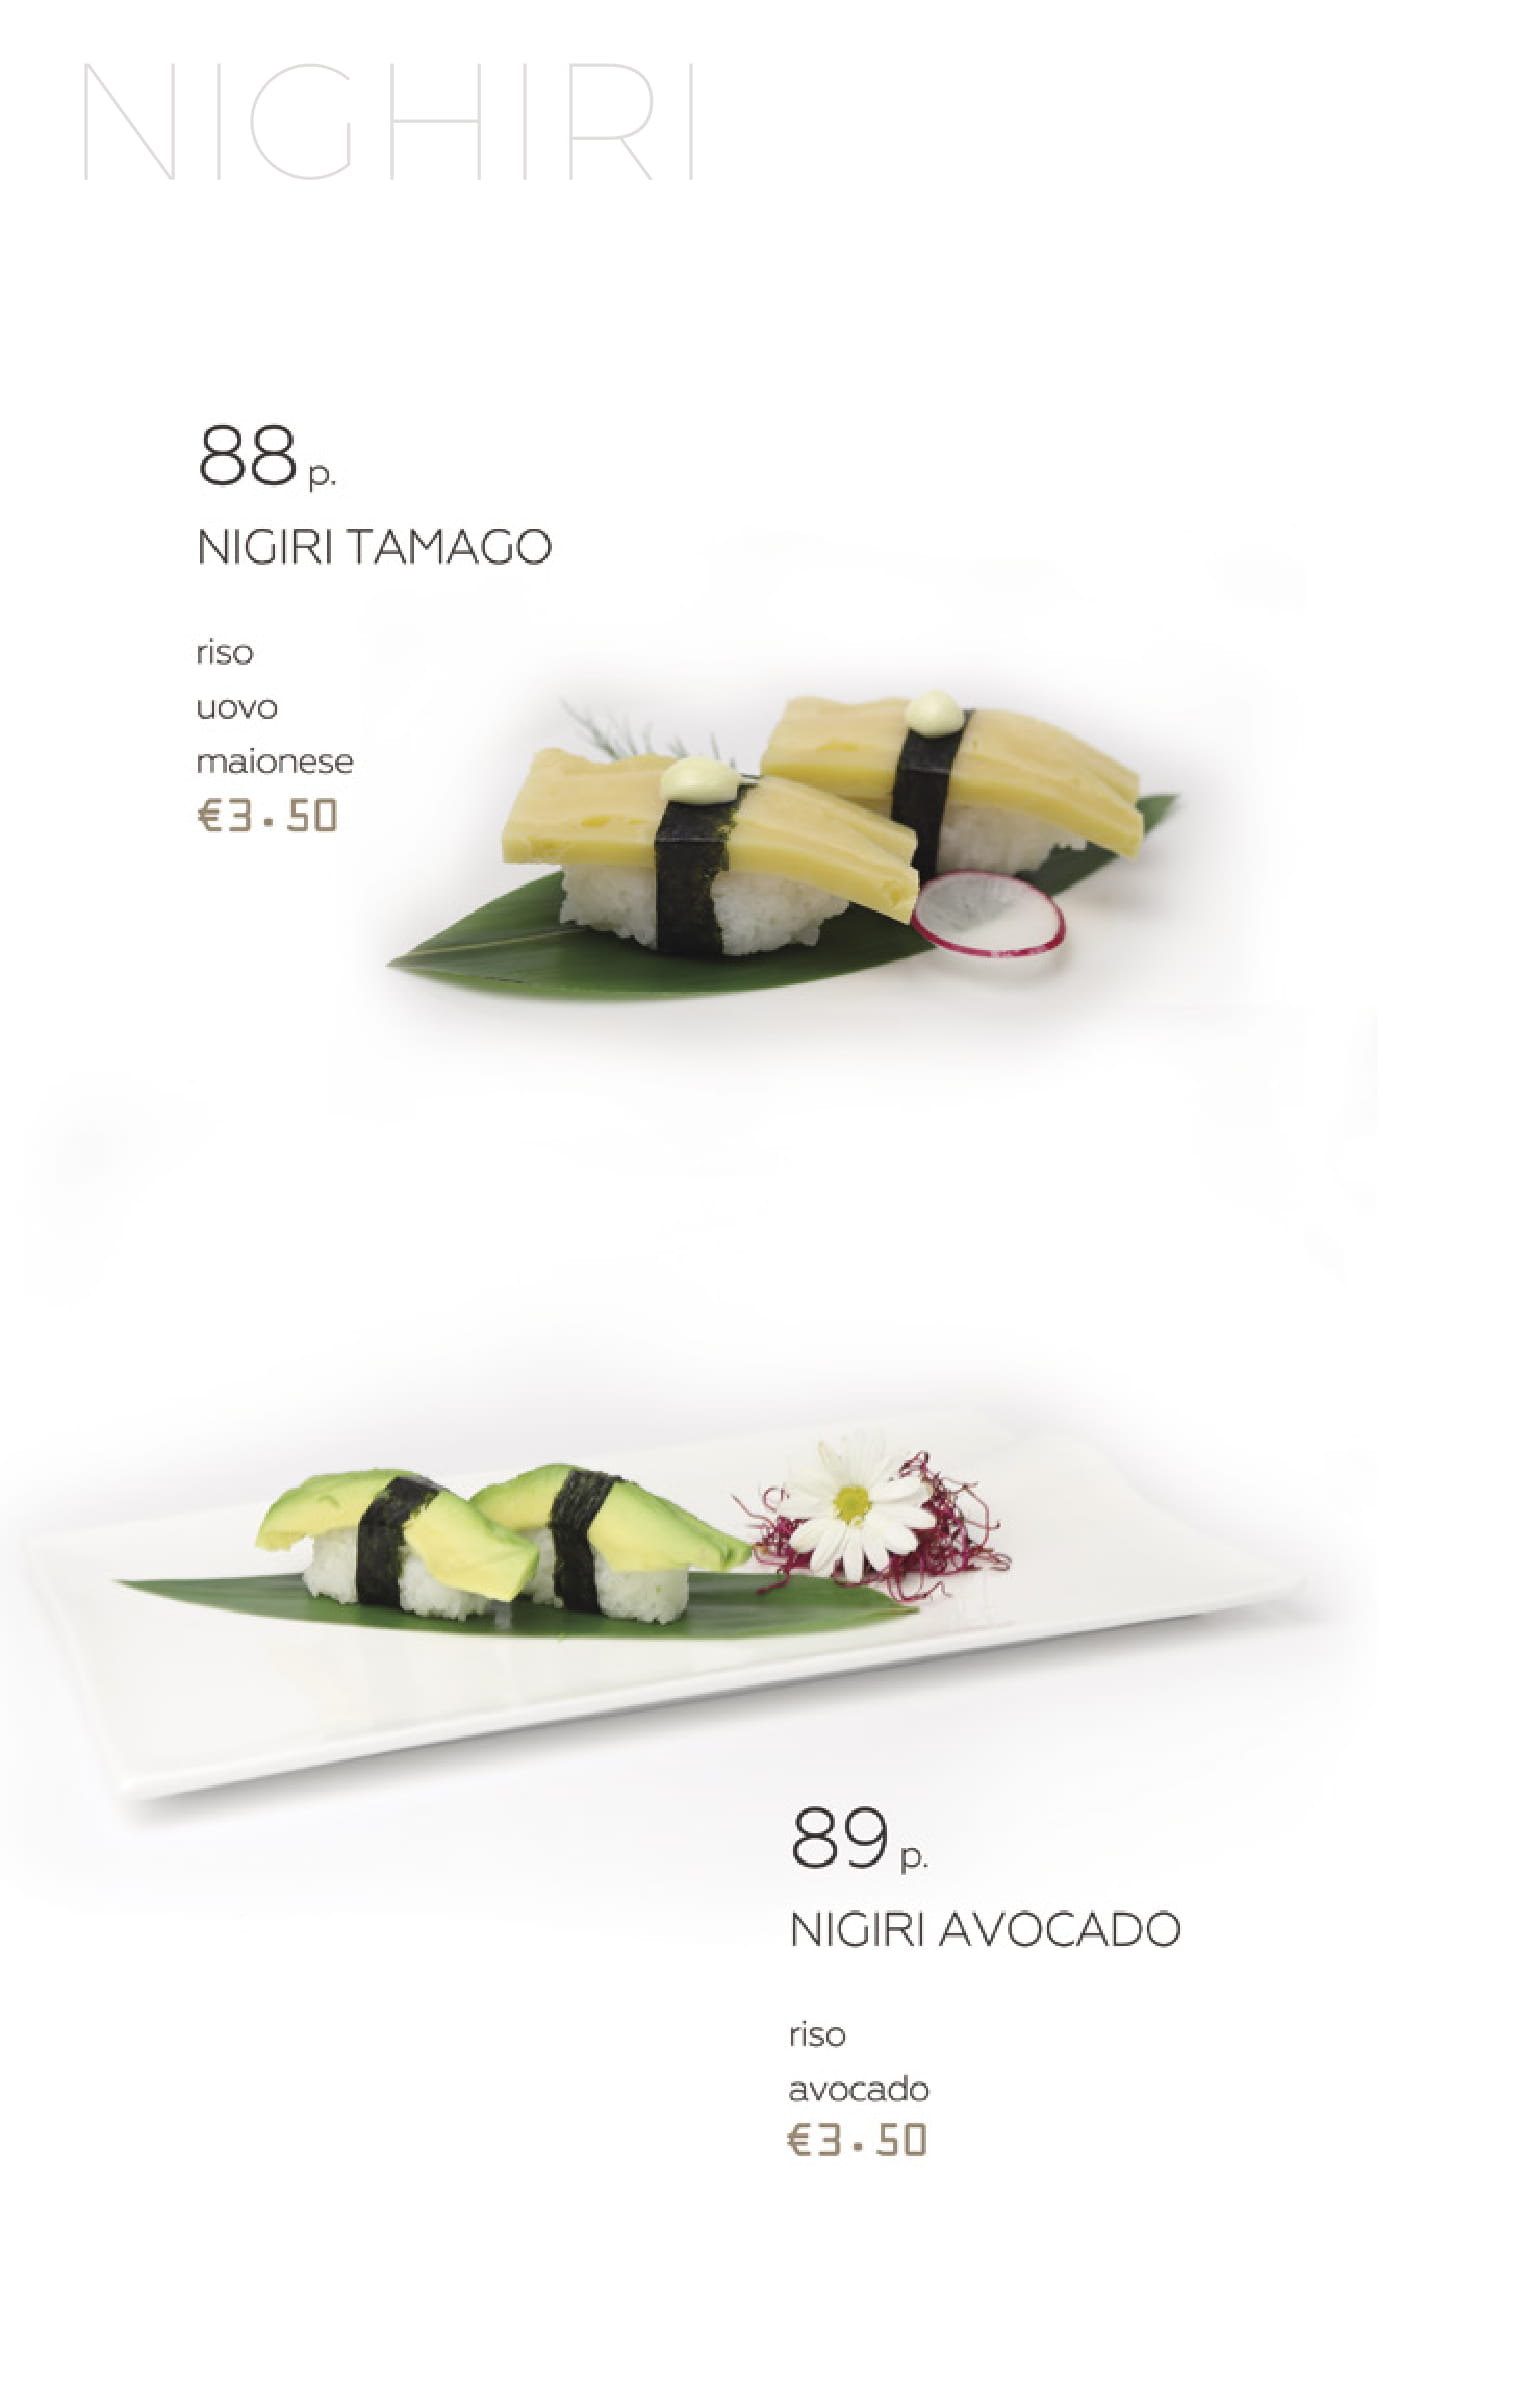 NIGHIRI
88 p.
NIGIRI TAMAGO
riso
uovo
maionese
€3.50
89 p.
NIGIRI AVOCADO
riso
avocado
€3.50